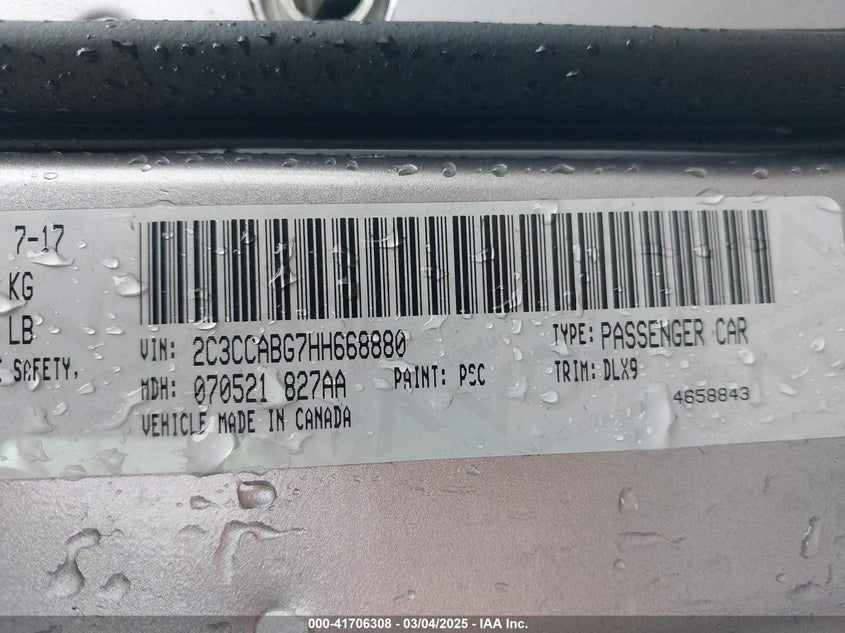 7-17
KG
LB
E SAFETY,
VIN: 2C3CCABG7HH668880
TYPE: PASSENGER CAR
MDH: 070521 827AA
PAINT: PSC
TRIM: DLX9
VEHICLE MADE IN CANADA
4658843
000-41706308 - 03/04/2025 - IAA Inc.